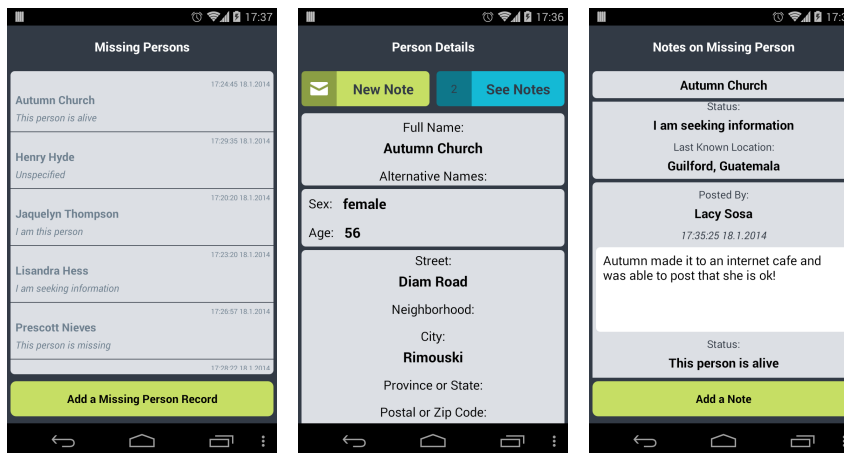 17:37
Missing Persons
17:24:45 18.1.2014
Autumn Church
This person is alive
17:29:35 18.1.2014
Henry Hyde
Unspecified
17:20:20 18.1.2014
Jaquelyn Thompson
I am this person
17:23:20 18.1.2014
Lisandra Hess
I am seeking information
17:26:57 18.1.2014
Prescott Nieves
This person is missing
17:28:22 18.1.2014
Add a Missing Person Record
17:36
Person Details
New Note
2
See Notes
Full Name:
Autumn Church
Alternative Names:
Sex: female
Age: 56
Street:
Diam Road
Neighborhood:
City:
Rimouski
Province or State:
Postal or Zip Code:
Notes on Missing Person
Autumn Church
Status:
I am seeking information
Last Known Location:
Guilford, Guatemala
Posted By:
Lacy Sosa
17:35:25 18.1.2014
Autumn made it to an internet cafe and
was able to post that she is ok!
Status:
This person is alive
Add a Note